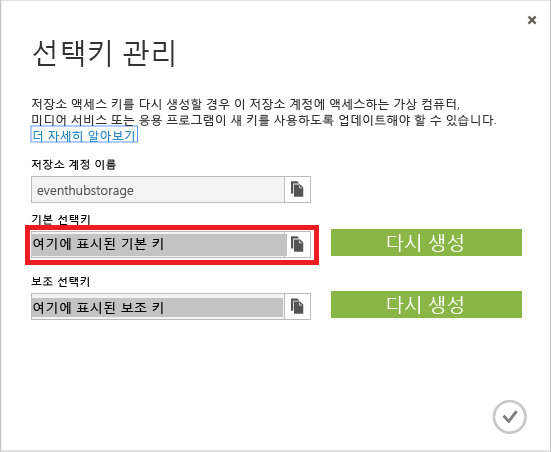 선택키 관리
저장소 액세스 키를 다시 생성할 경우 이 저장소 계정에 액세스하는 가상 컴퓨터,
미디어 서비스 또는 응용 프로그램이 새 키를 사용하도록 업데이트해야 할 수 있습니다.
더 자세히 알아보기
저장소 계정 이름
eventhubstorage
기본 선택키
여기에 표시된 기본 키
다시 생성
보조 선택키
여기에 표시된 보조 키
다시 생성